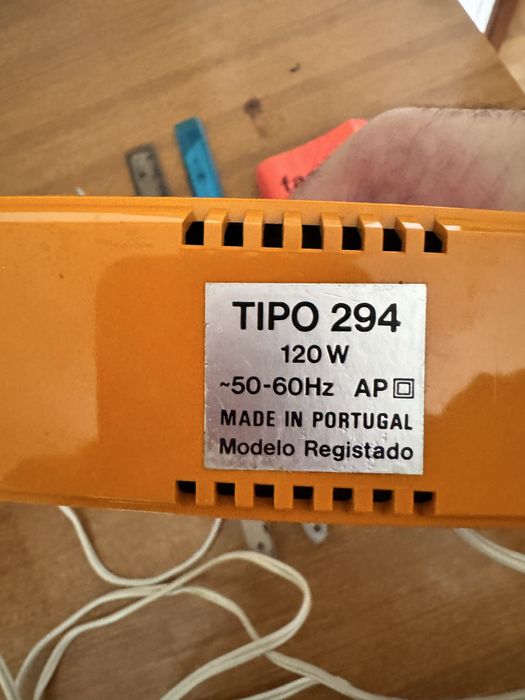 TIPO 294
120 W
~50-60Hz AP
MADE IN PORTUGAL
Modelo Registado